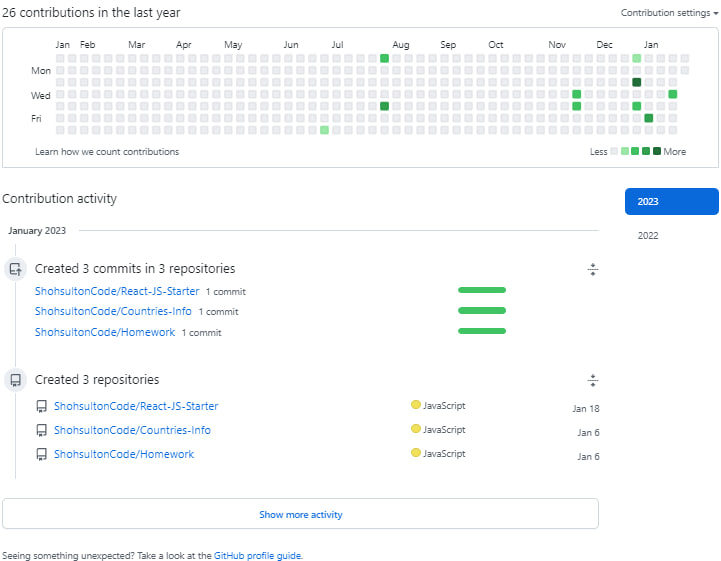 26 contributions in the last year
Contribution settings
Jan Feb Mar Apr May Jun Jul Aug Sep Oct Nov Dec Jan
Mon
Wed
Fri
Learn how we count contributions
Less More
Contribution activity
2023
2022
January 2023
Created 3 commits in 3 repositories
ShohsultonCode/React-JS-Starter 1 commit
ShohsultonCode/Countries-Info 1 commit
ShohsultonCode/Homework 1 commit
Created 3 repositories
ShohsultonCode/React-JS-Starter JavaScript Jan 18
ShohsultonCode/Countries-Info JavaScript Jan 6
ShohsultonCode/Homework JavaScript Jan 6
Show more activity
Seeing something unexpected? Take a look at the GitHub profile guide.